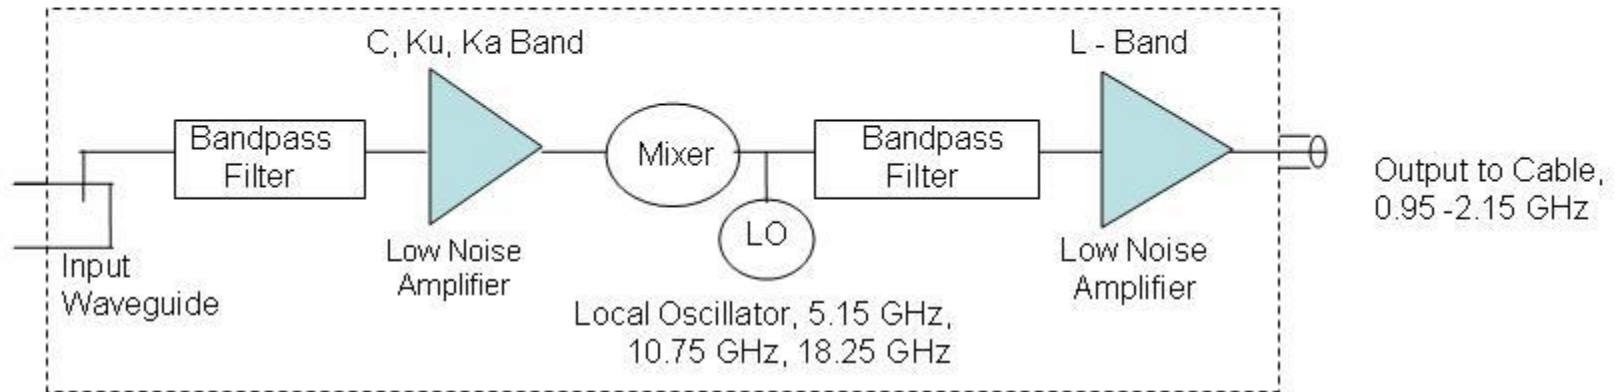 C, Ku, Ka Band
L - Band
Bandpass
Filter
Mixer
Bandpass
Filter
LO
Input
Waveguide
Low Noise
Amplifier
Local Oscillator, 5.15 GHz,
10.75 GHz, 18.25 GHz
Low Noise
Amplifier
Output to Cable,
0.95 -2.15 GHz